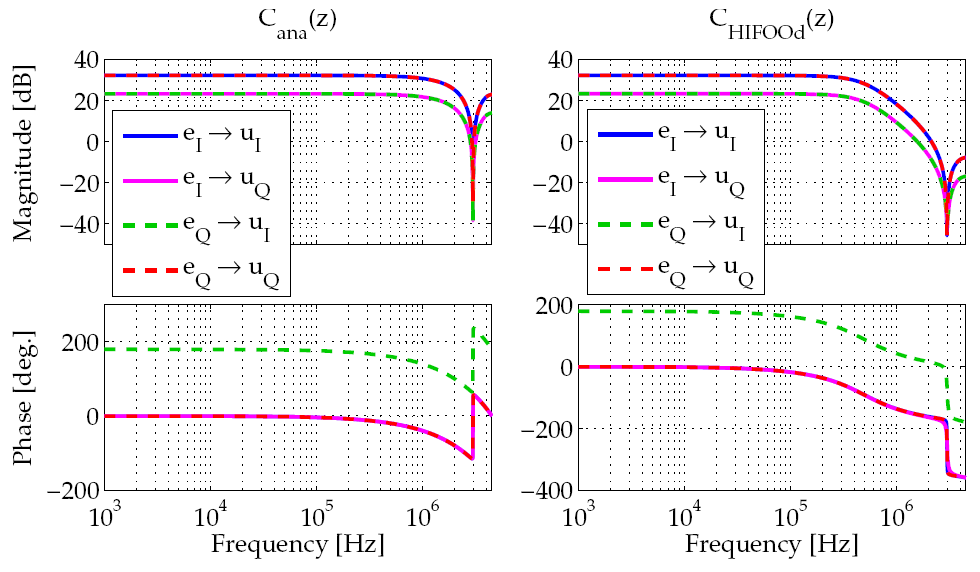 C_ana(z)
C_HIFOOd(z)
Magnitude [dB]
40
20
0
−20
−40
e_I → u_I
e_I → u_Q
e_Q → u_I
e_Q → u_Q
40
20
0
−20
−40
e_I → u_I
e_I → u_Q
e_Q → u_I
e_Q → u_Q
Phase [deg.]
200
0
−200
10^3
10^4
10^5
10^6
Frequency [Hz]
200
0
−200
−400
10^3
10^4
10^5
10^6
Frequency [Hz]